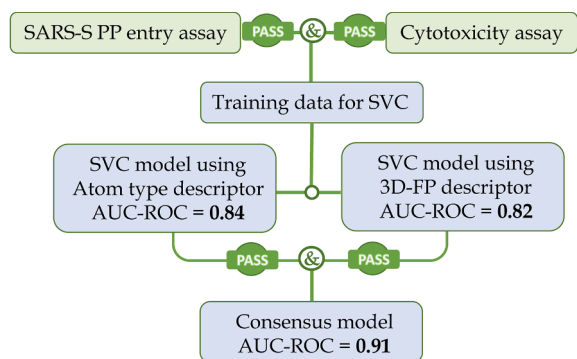 SARS-S PP entry assay
PASS
&
PASS
Cytotoxicity assay
Training data for SVC
SVC model using
Atom type descriptor
AUC-ROC = 0.84
SVC model using
3D-FP descriptor
AUC-ROC = 0.82
PASS
&
PASS
Consensus model
AUC-ROC = 0.91